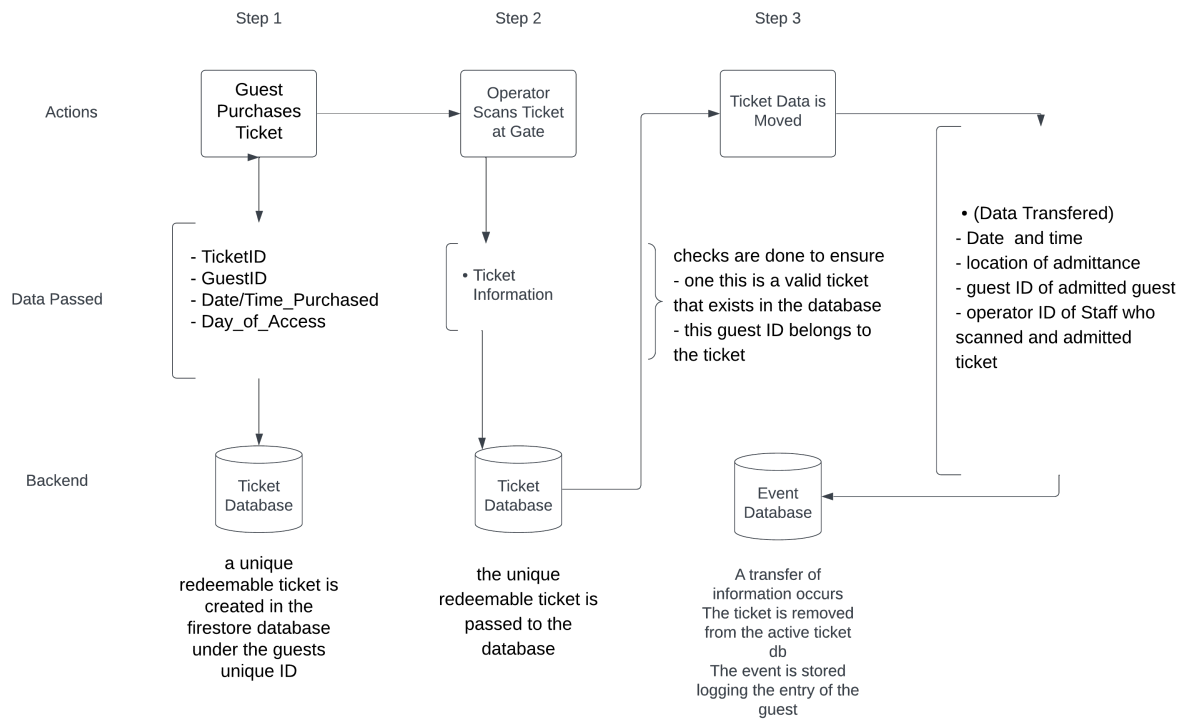 Step 1
Step 2
Step 3
Actions
Guest
Purchases
Ticket
Operator
Scans Ticket
at Gate
Ticket Data is
Moved
Data Passed
- TicketID
- GuestID
- Date/Time_Purchased
- Day_of_Access
• Ticket
Information
checks are done to ensure
- one this is a valid ticket
that exists in the database
- this guest ID belongs to
the ticket
• (Data Transfered)
- Date  and time
- location of admittance
- guest ID of admitted guest
- operator ID of Staff who
scanned and admitted
ticket
Backend
Ticket
Database
Ticket
Database
Event
Database
a unique
redeemable ticket is
created in the
firestore database
under the guests
unique ID
the unique
redeemable ticket is
passed to the
database
A transfer of
information occurs
The ticket is removed
from the active ticket
db
The event is stored
logging the entry of the
guest